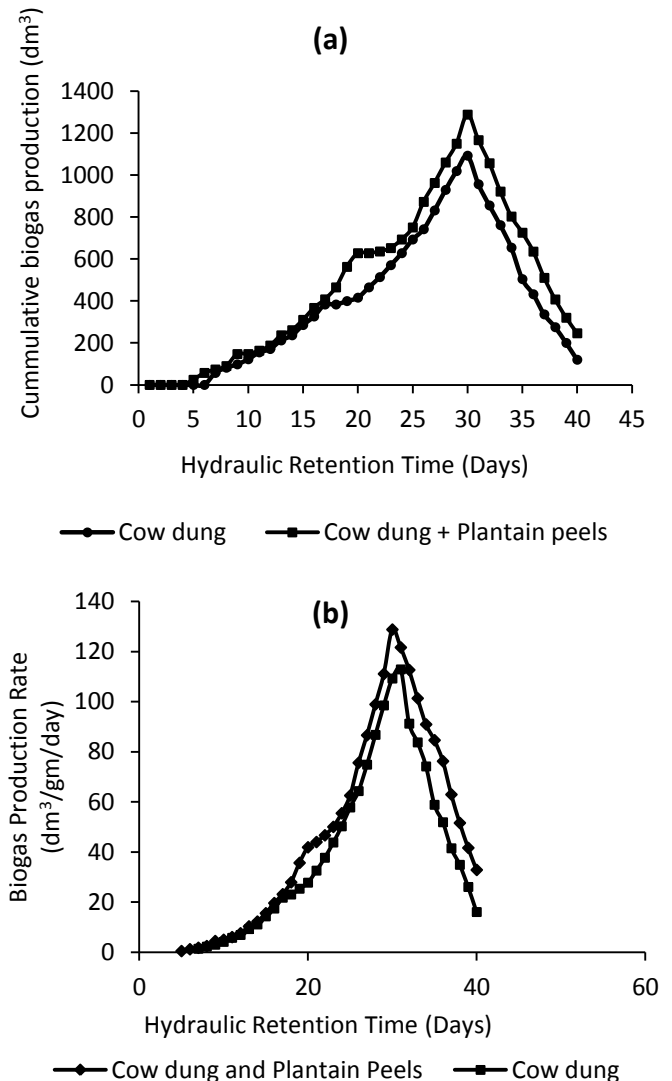 (a)
Cummulative biogas production (dm³)
1400
1200
1000
800
600
400
200
0
0 5 10 15 20 25 30 35 40 45
Hydraulic Retention Time (Days)
Cow dung Cow dung + Plantain peels
(b)
Biogas Production Rate
(dm³/gm/day)
140
120
100
80
60
40
20
0
0 20 40 60
Hydraulic Retention Time (Days)
Cow dung and Plantain Peels Cow dung